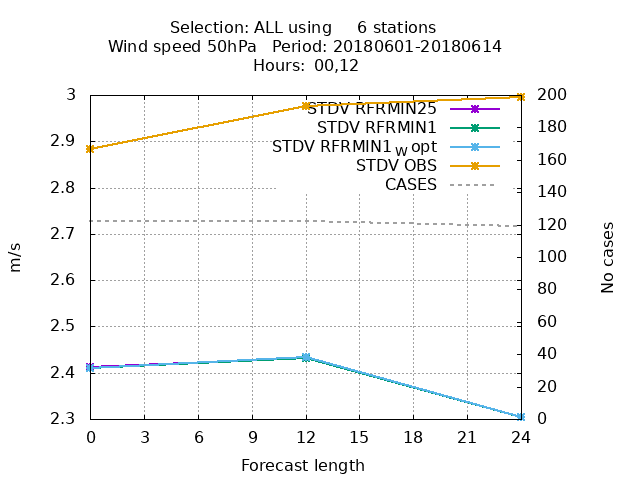 Selection: ALL using     6 stations
Wind speed 50hPa   Period: 20180601-20180614
Hours:  00,12
3
2.9
2.8
2.7
2.6
2.5
2.4
2.3
m/s
STDV RFRMIN25
STDV RFRMIN1
STDV RFRMIN1wopt
STDV OBS
CASES
200
180
160
140
120
100
80
60
40
20
0
No cases
0 3 6 9 12 15 18 21 24
Forecast length